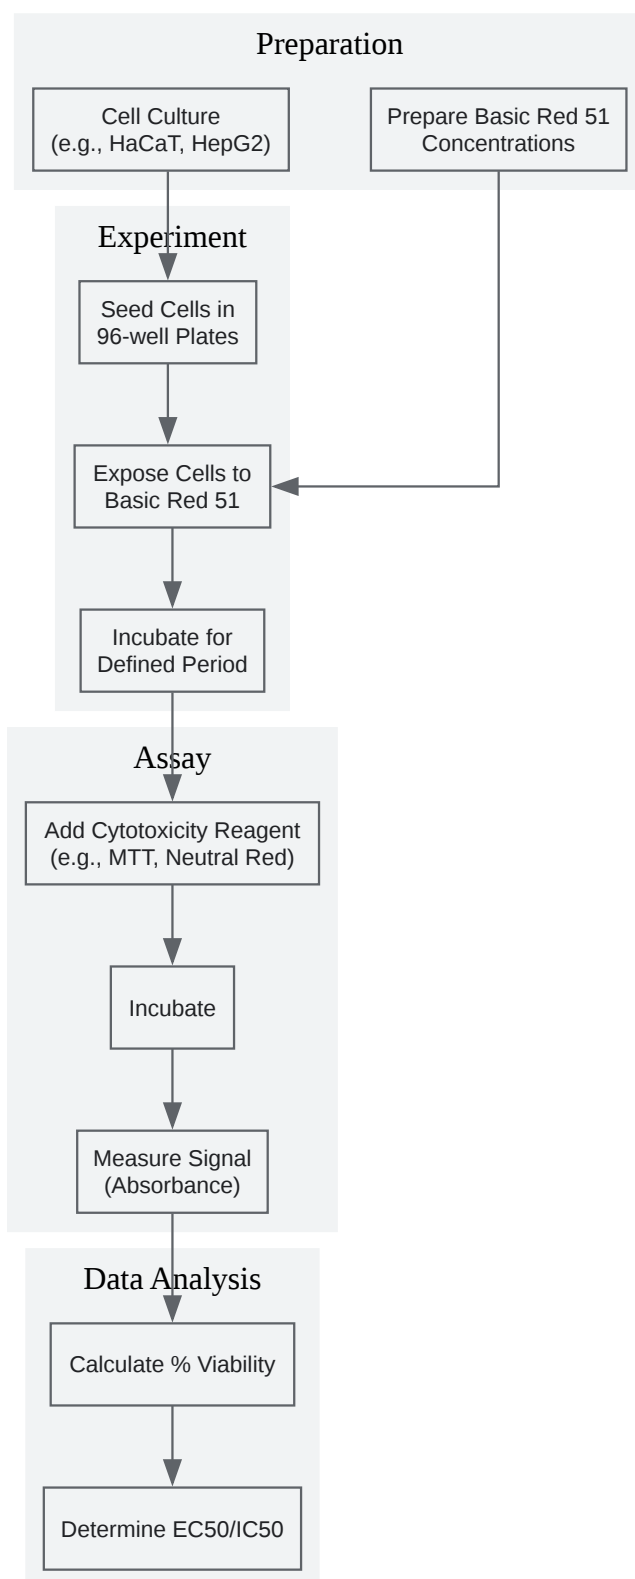 Preparation
Cell Culture
(e.g., HaCaT, HepG2)
Prepare Basic Red 51
Concentrations
Experiment
Seed Cells in
96-well Plates
Expose Cells to
Basic Red 51
Incubate for
Defined Period
Assay
Add Cytotoxicity Reagent
(e.g., MTT, Neutral Red)
Incubate
Measure Signal
(Absorbance)
Data Analysis
Calculate % Viability
Determine EC50/IC50